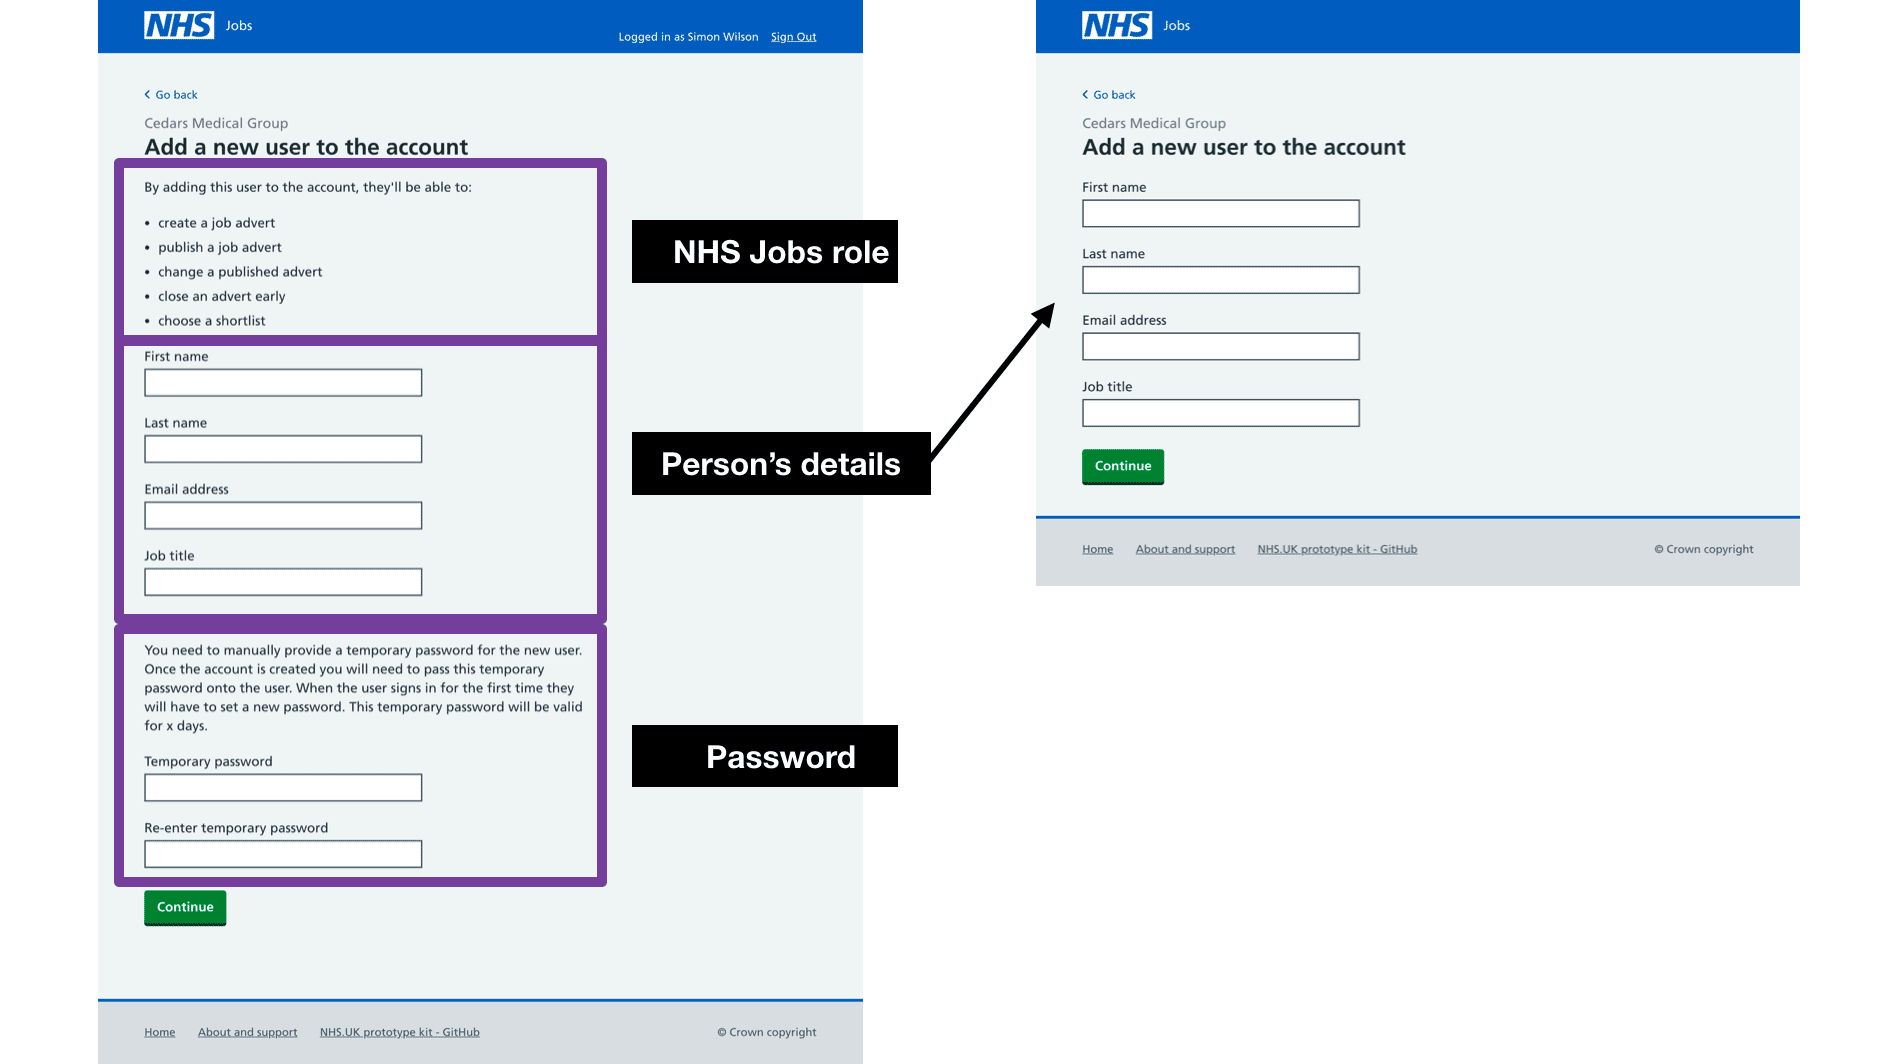 NHS Jobs
Logged in as Simon Wilson Sign Out
Go back
Cedars Medical Group
Add a new user to the account
By adding this user to the account, they'll be able to:
• create a job advert
• publish a job advert
• change a published advert
• close an advert early
• choose a shortlist
First name
Last name
Email address
Job title
You need to manually provide a temporary password for the new user.
Once the account is created you will need to pass this temporary
password onto the user. When the user signs in for the first time they
will have to set a new password. This temporary password will be valid
for x days.
Temporary password
Re-enter temporary password
Continue
Home About and support NHS.UK prototype kit - GitHub © Crown copyright
NHS Jobs role
Person’s details
Password
NHS Jobs
Go back
Cedars Medical Group
Add a new user to the account
First name
Last name
Email address
Job title
Continue
Home About and support NHS.UK prototype kit - GitHub © Crown copyright